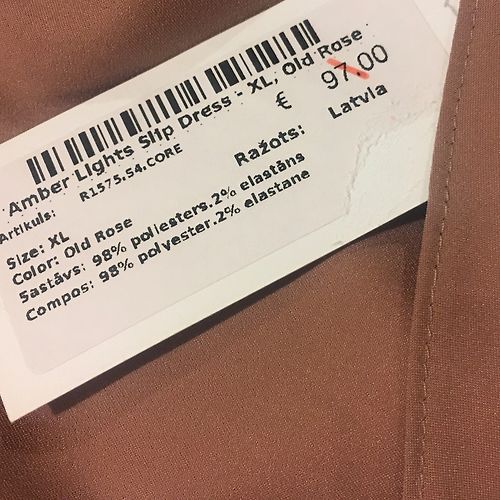 Amber Lights Slip Dress - XL, Old Rose
Artikuls: R1575.54.CORE
€ 97.00
Ražots: Latvia
Size: XL
Color: Old Rose
Sastāvs: 98% poliesters.2% elastāns
Compos: 98% polyester.2% elastane